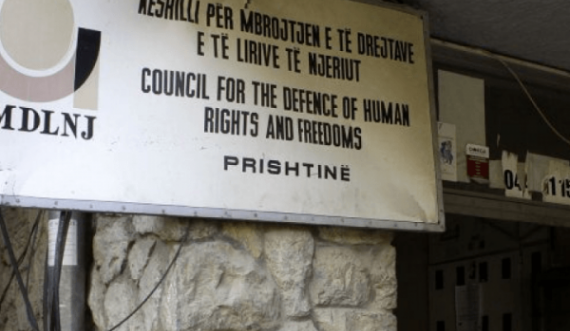 KËSHILLI PËR MBROJTJEN E TË DREJTAVE
E TË LIRIVE TË NJERIUT
COUNCIL FOR THE DEFENCE OF HUMAN
RIGHTS AND FREEDOMS
PRISHTINË
MDLNJ
04